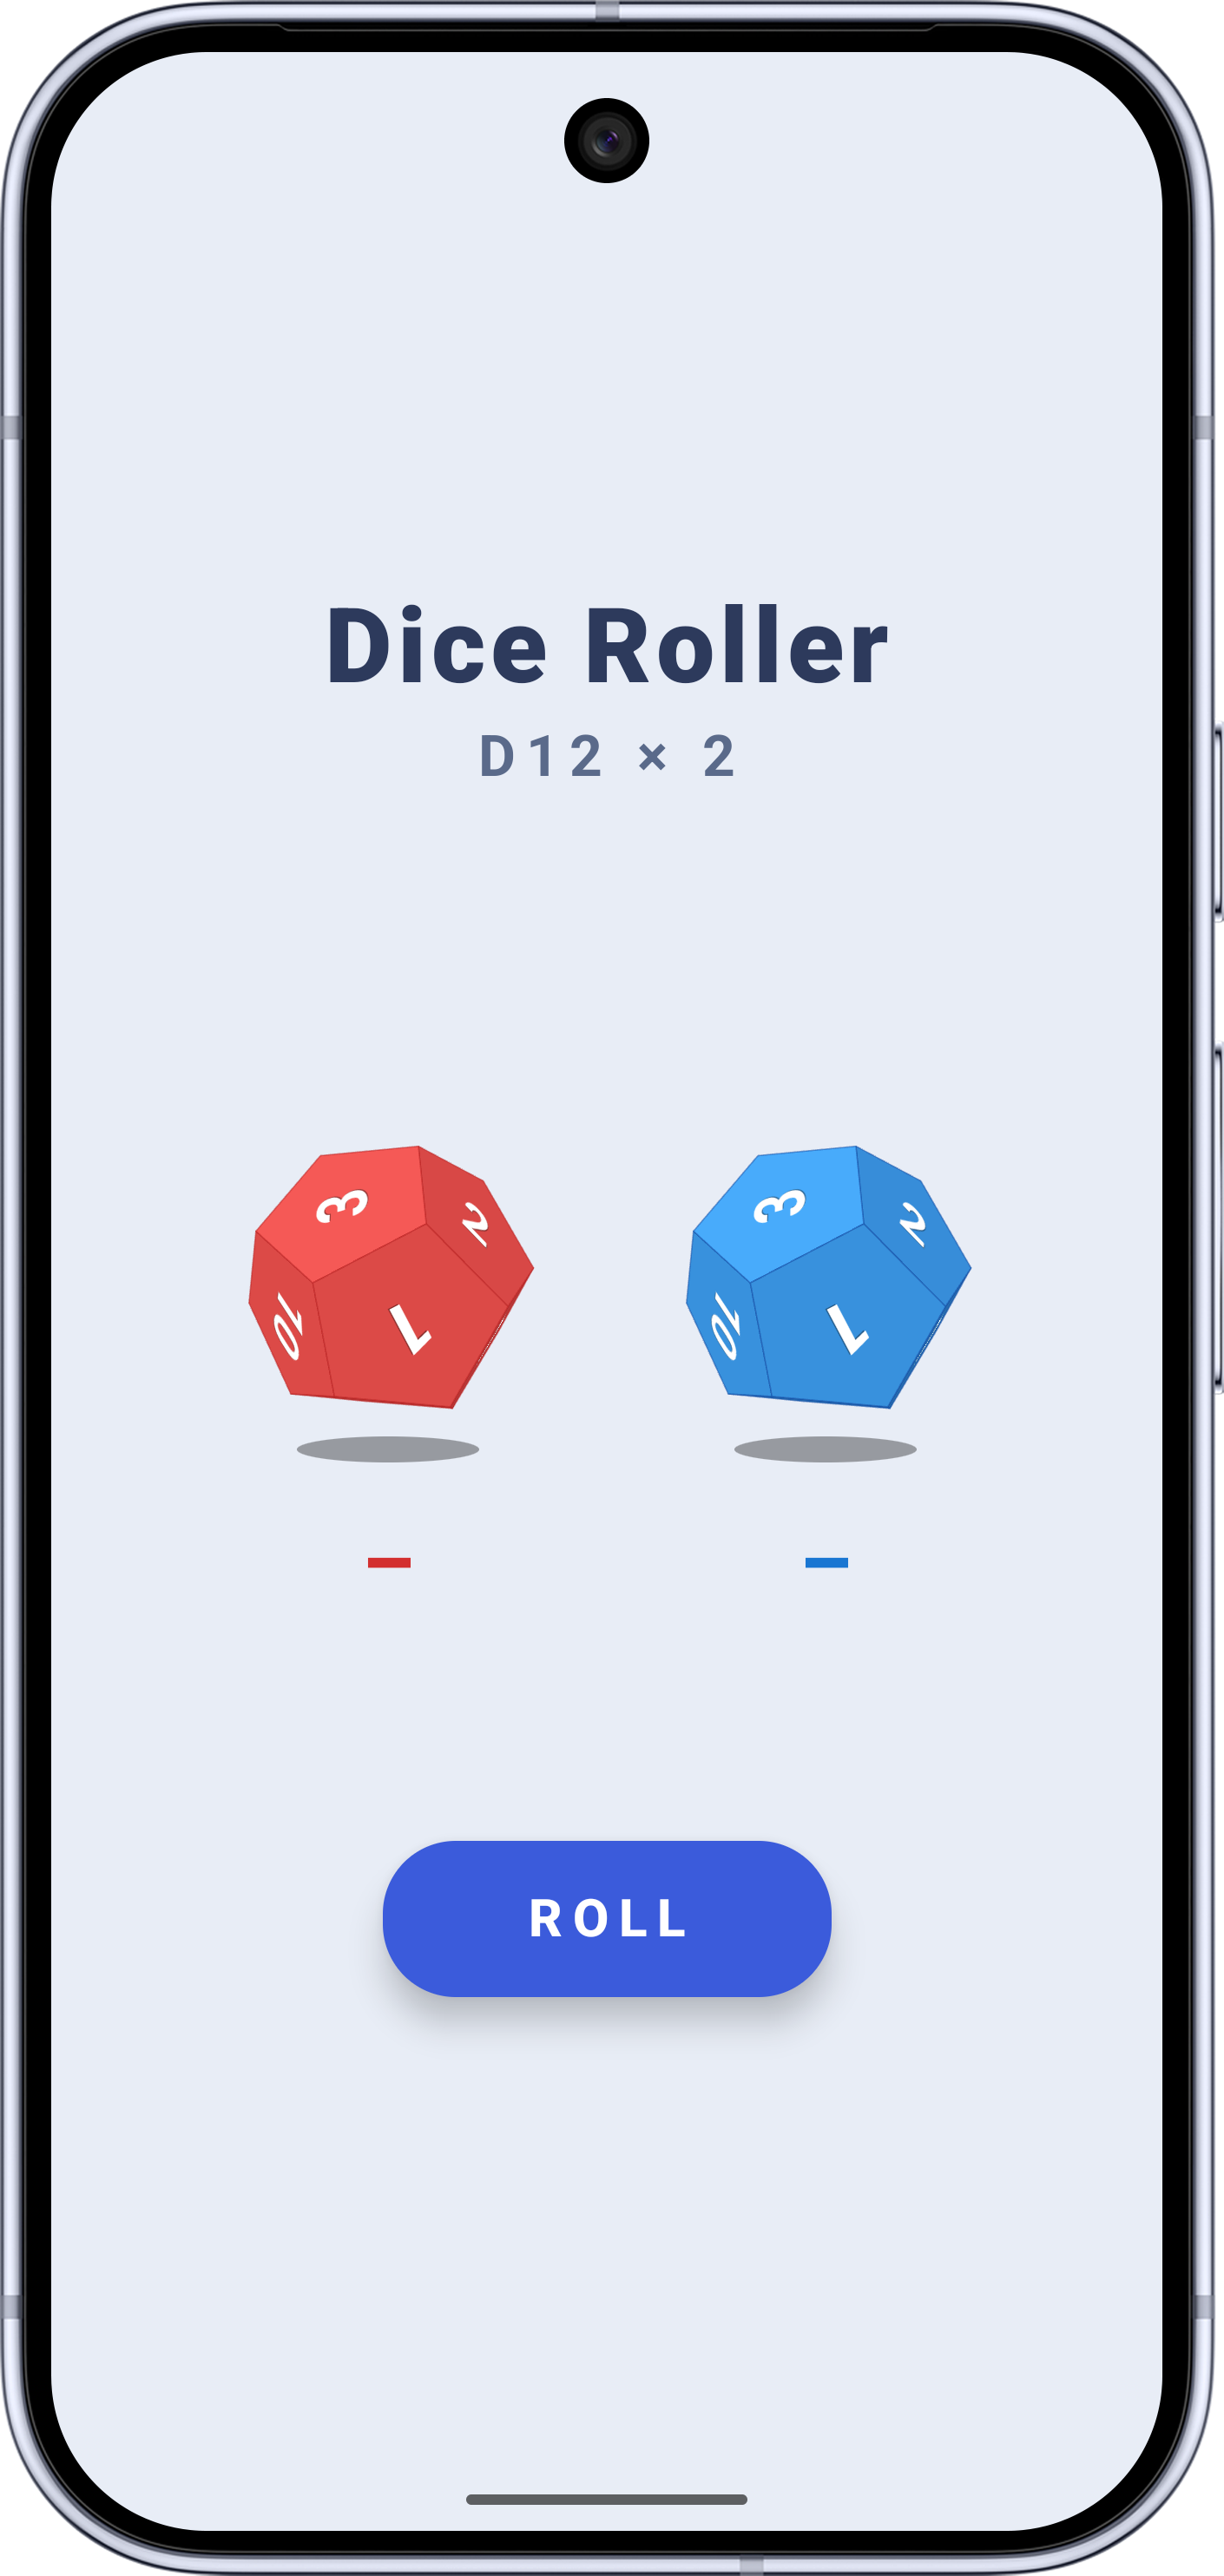 Dice Roller
D12 × 2
3 2 3 2
10 1 10 1
– –
ROLL